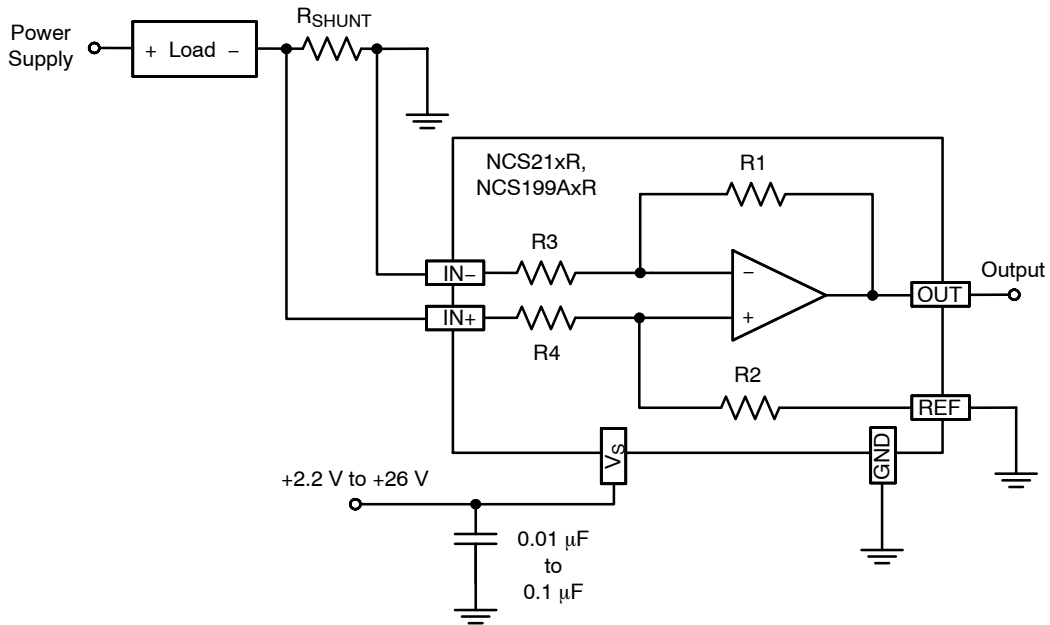 R_SHUNT
Power
Supply
+ Load −
NCS21xR,
NCS199AxR
R1
R3
IN−
−
Output
OUT
IN+
+
R4
R2
REF
VS
GND
+2.2 V to +26 V
0.01 μF
to
0.1 μF